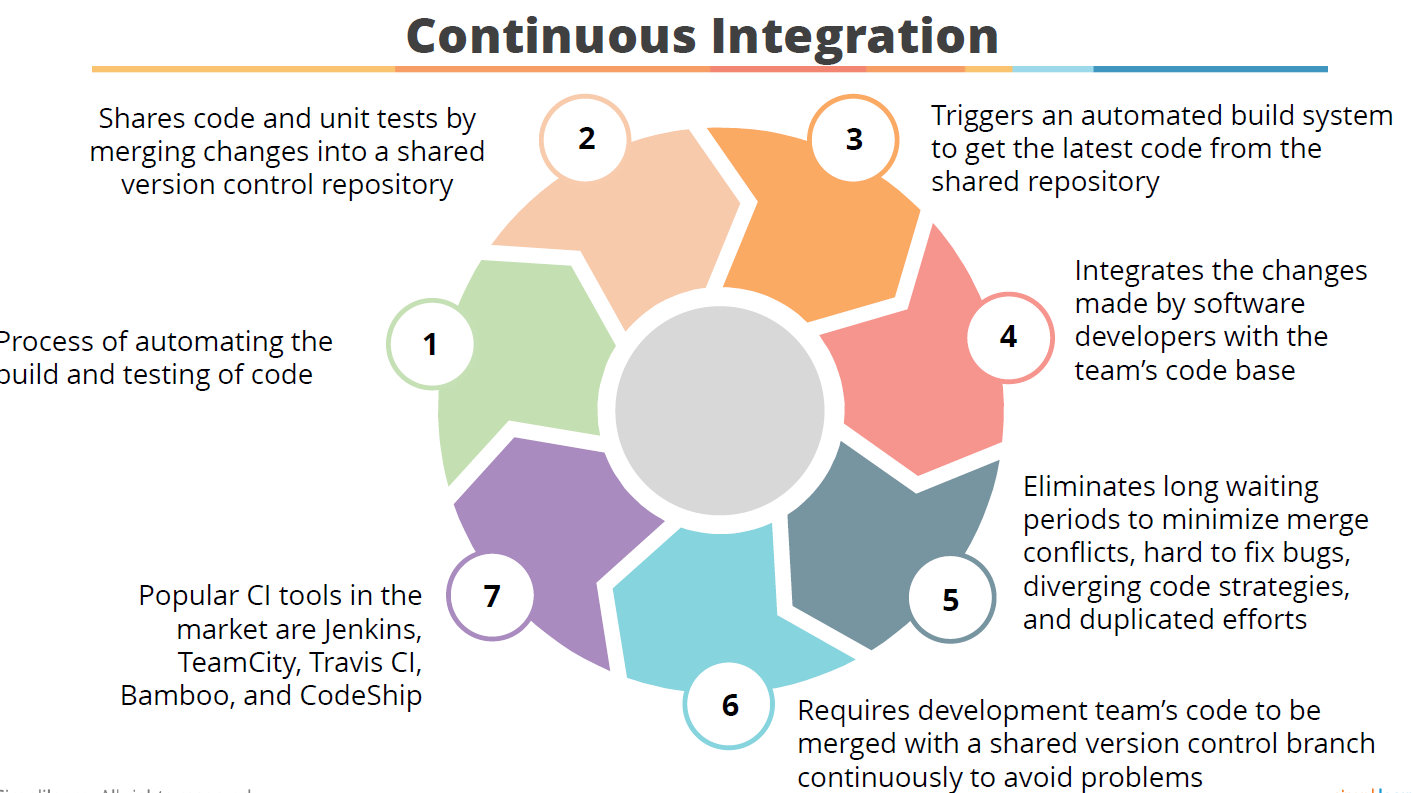 Continuous Integration
1
Process of automating the
build and testing of code
2
Shares code and unit tests by
merging changes into a shared
version control repository
3
Triggers an automated build system
to get the latest code from the
shared repository
4
Integrates the changes
made by software
developers with the
team’s code base
5
Eliminates long waiting
periods to minimize merge
conflicts, hard to fix bugs,
diverging code strategies,
and duplicated efforts
6
Requires development team’s code to be
merged with a shared version control branch
continuously to avoid problems
7
Popular CI tools in the
market are Jenkins,
TeamCity, Travis CI,
Bamboo, and CodeShip